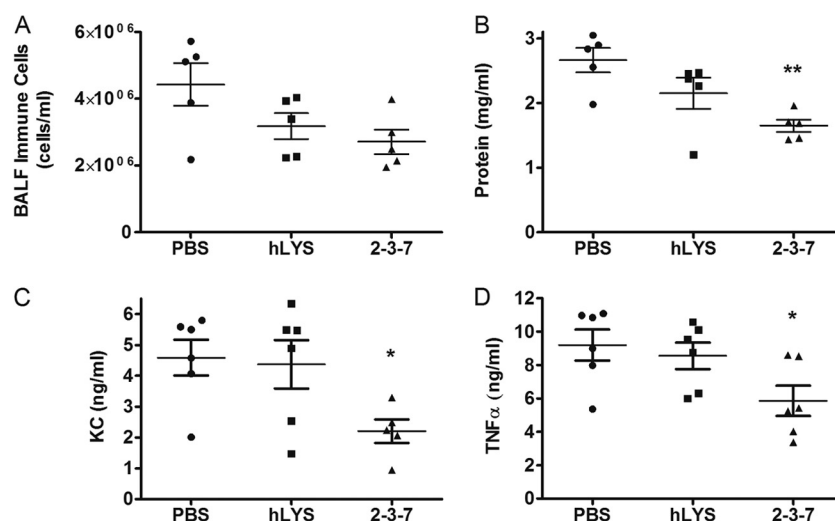 A
BALF Immune Cells
(cells/ml)
6×10⁰⁶
4×10⁰⁶
2×10⁰⁶
0
PBS hLYS 2-3-7
B
Protein (mg/ml)
3
2
1
0
**
PBS hLYS 2-3-7
C
KC (ng/ml)
6
5
4
3
2
1
0
*
PBS hLYS 2-3-7
D
TNFα (ng/ml)
12
10
8
6
4
2
0
*
PBS hLYS 2-3-7